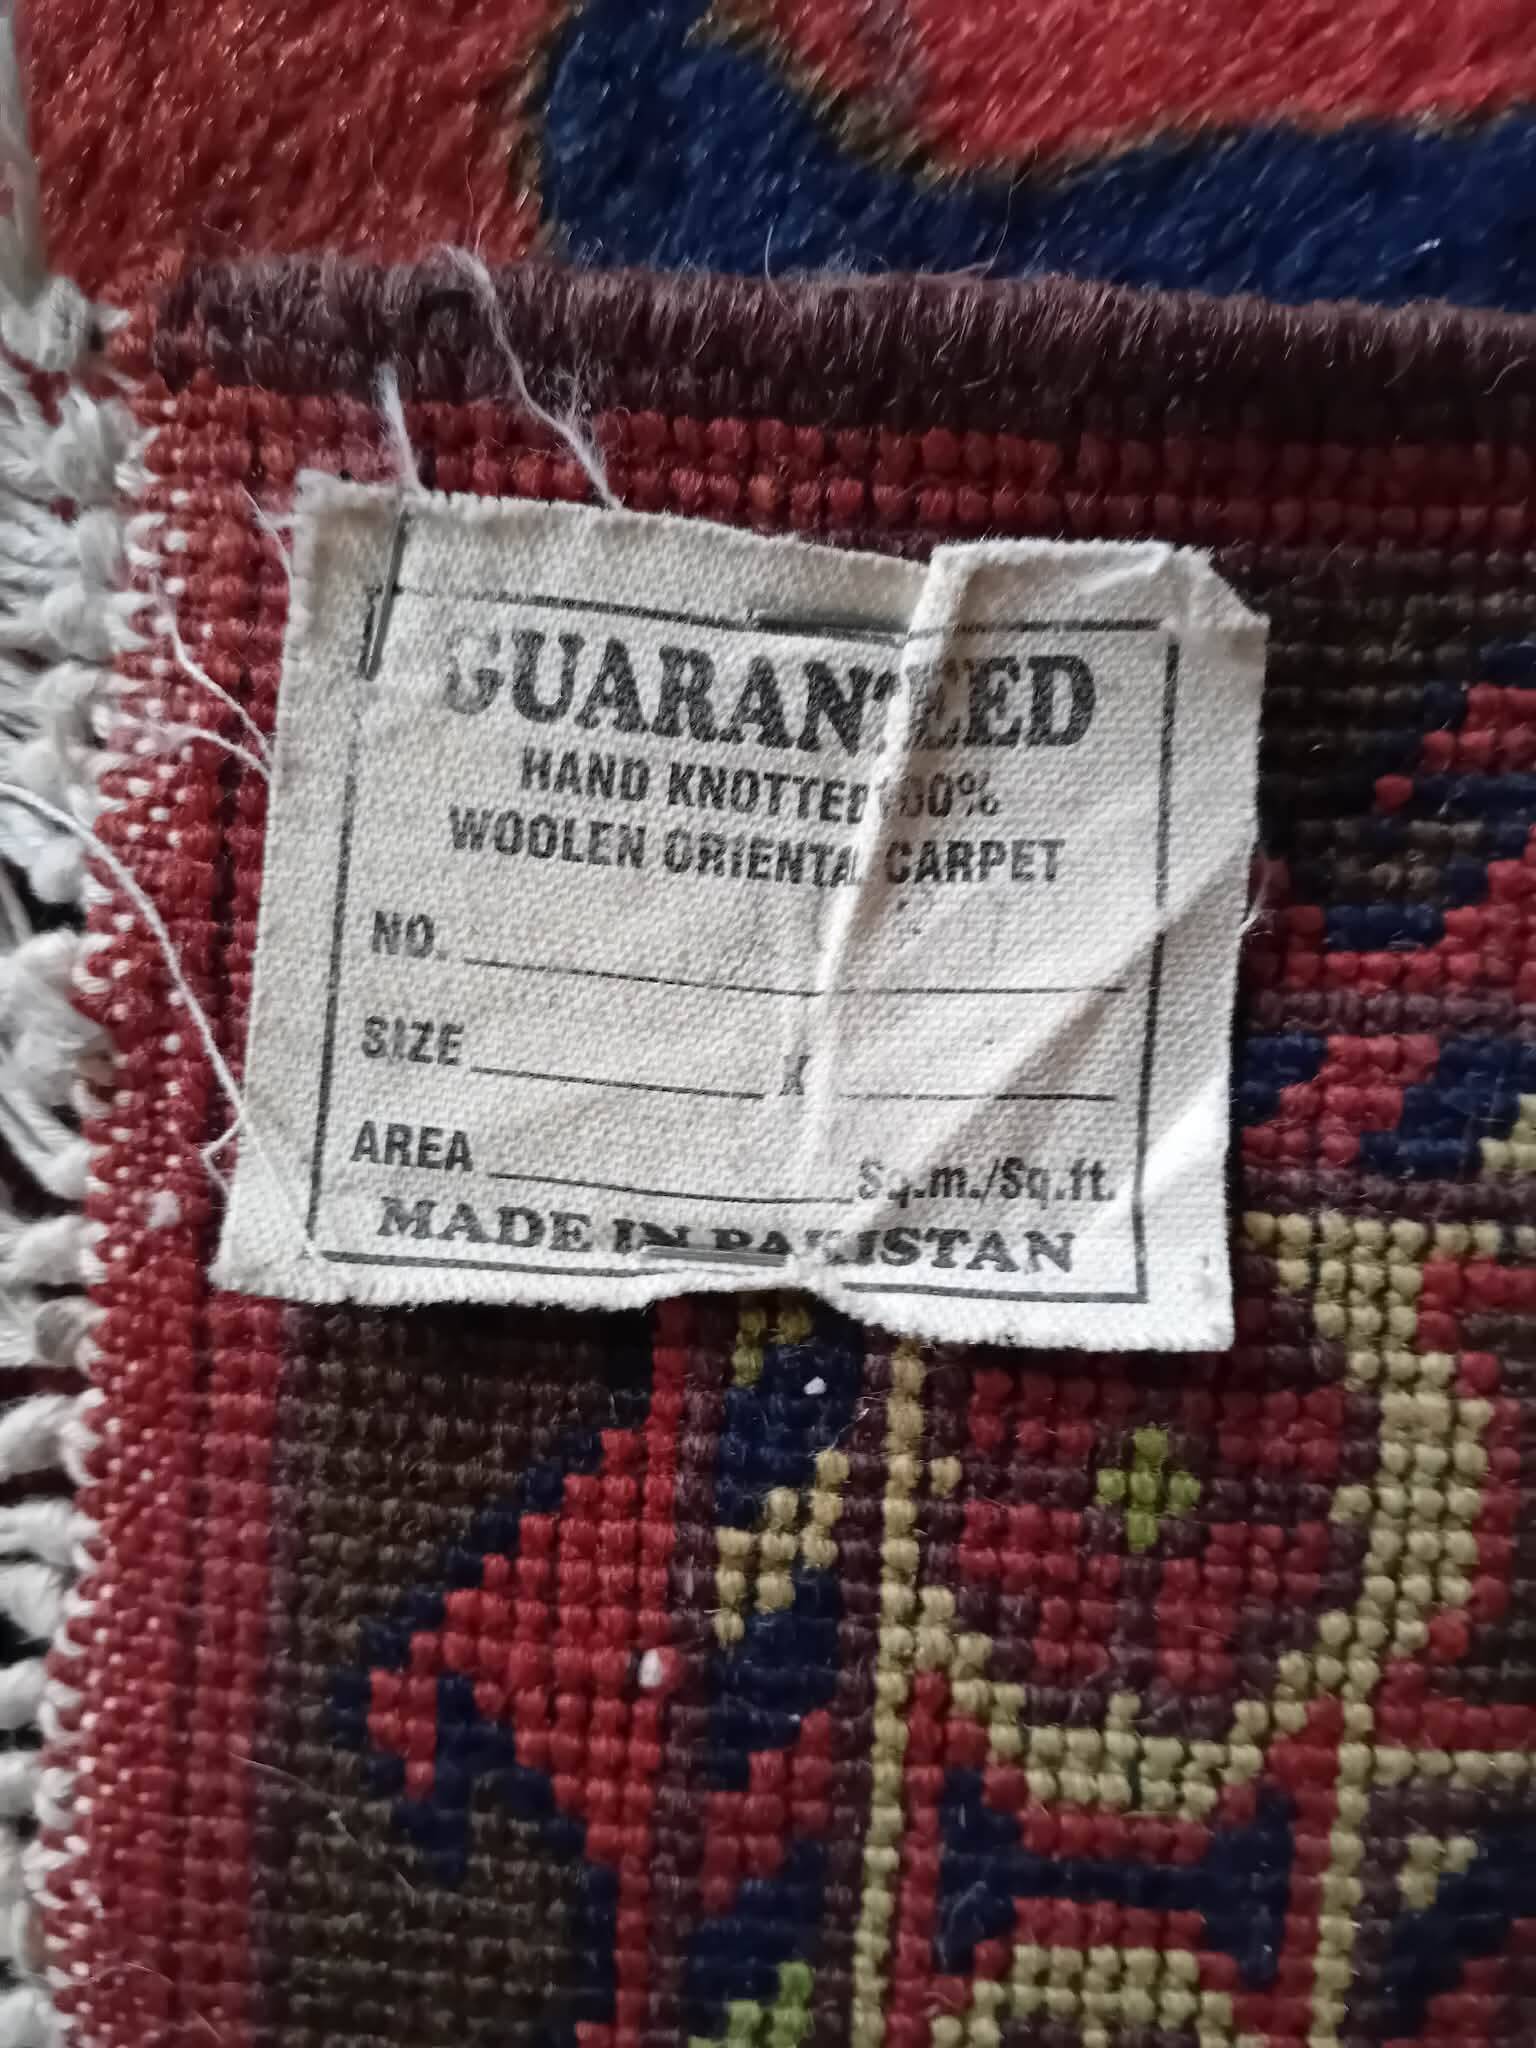 GUARANTEED
HAND KNOTTED 100%
WOOLEN ORIENTAL CARPET
NO.
SIZE X
AREA Sq.m./Sq.ft.
MADE IN PAKISTAN